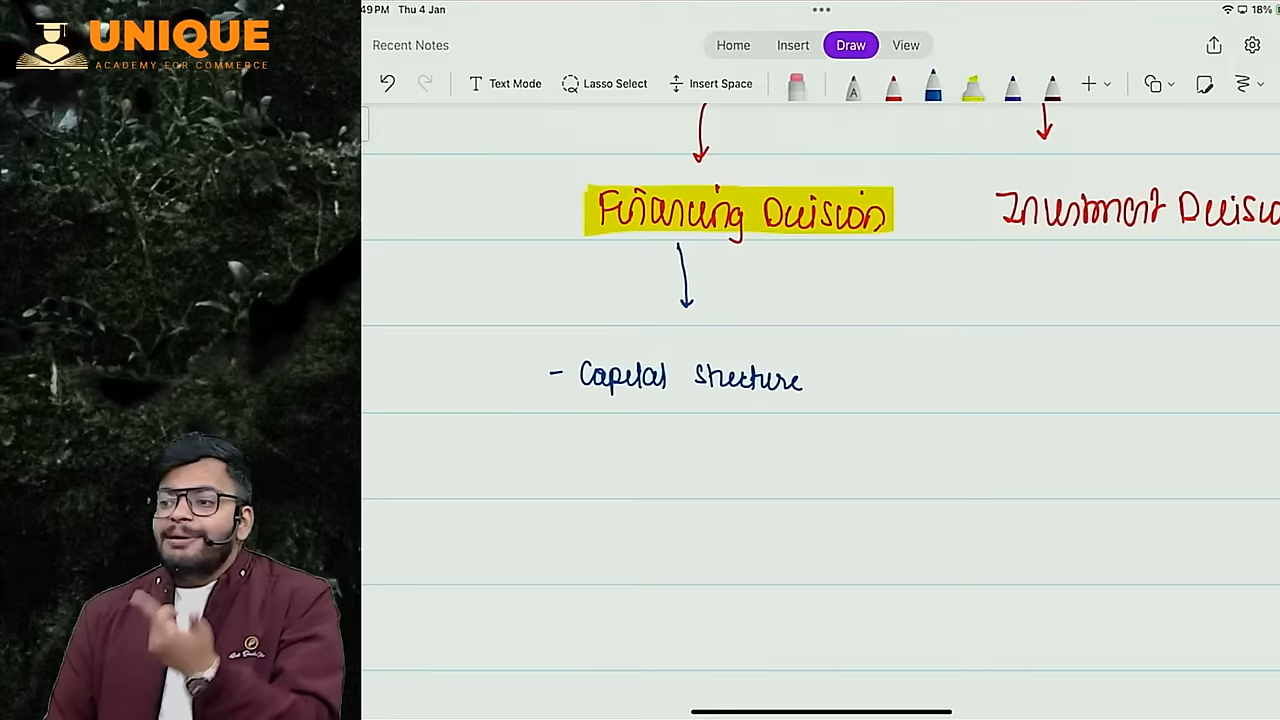 UNIQUE
ACADEMY FOR COMMERCE
49 PM Thu 4 Jan
18%
Recent Notes
Home Insert Draw View
Text Mode Lasso Select Insert Space
A
Financing Decision
Investment Decisio
- Capital Structure